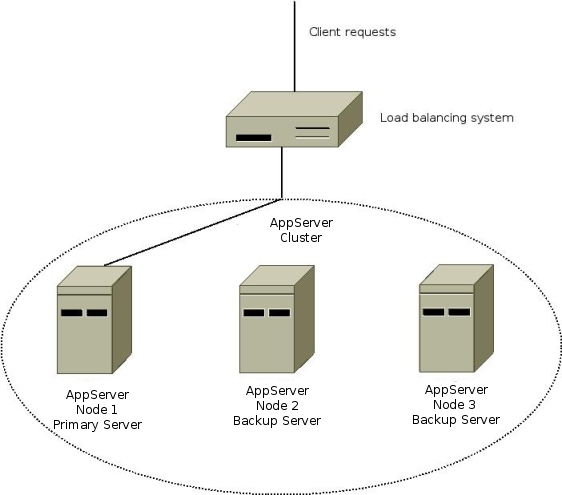 Client requests
Load balancing system
AppServer
Cluster
AppServer
Node 1
Primary Server
AppServer
Node 2
Backup Server
AppServer
Node 3
Backup Server